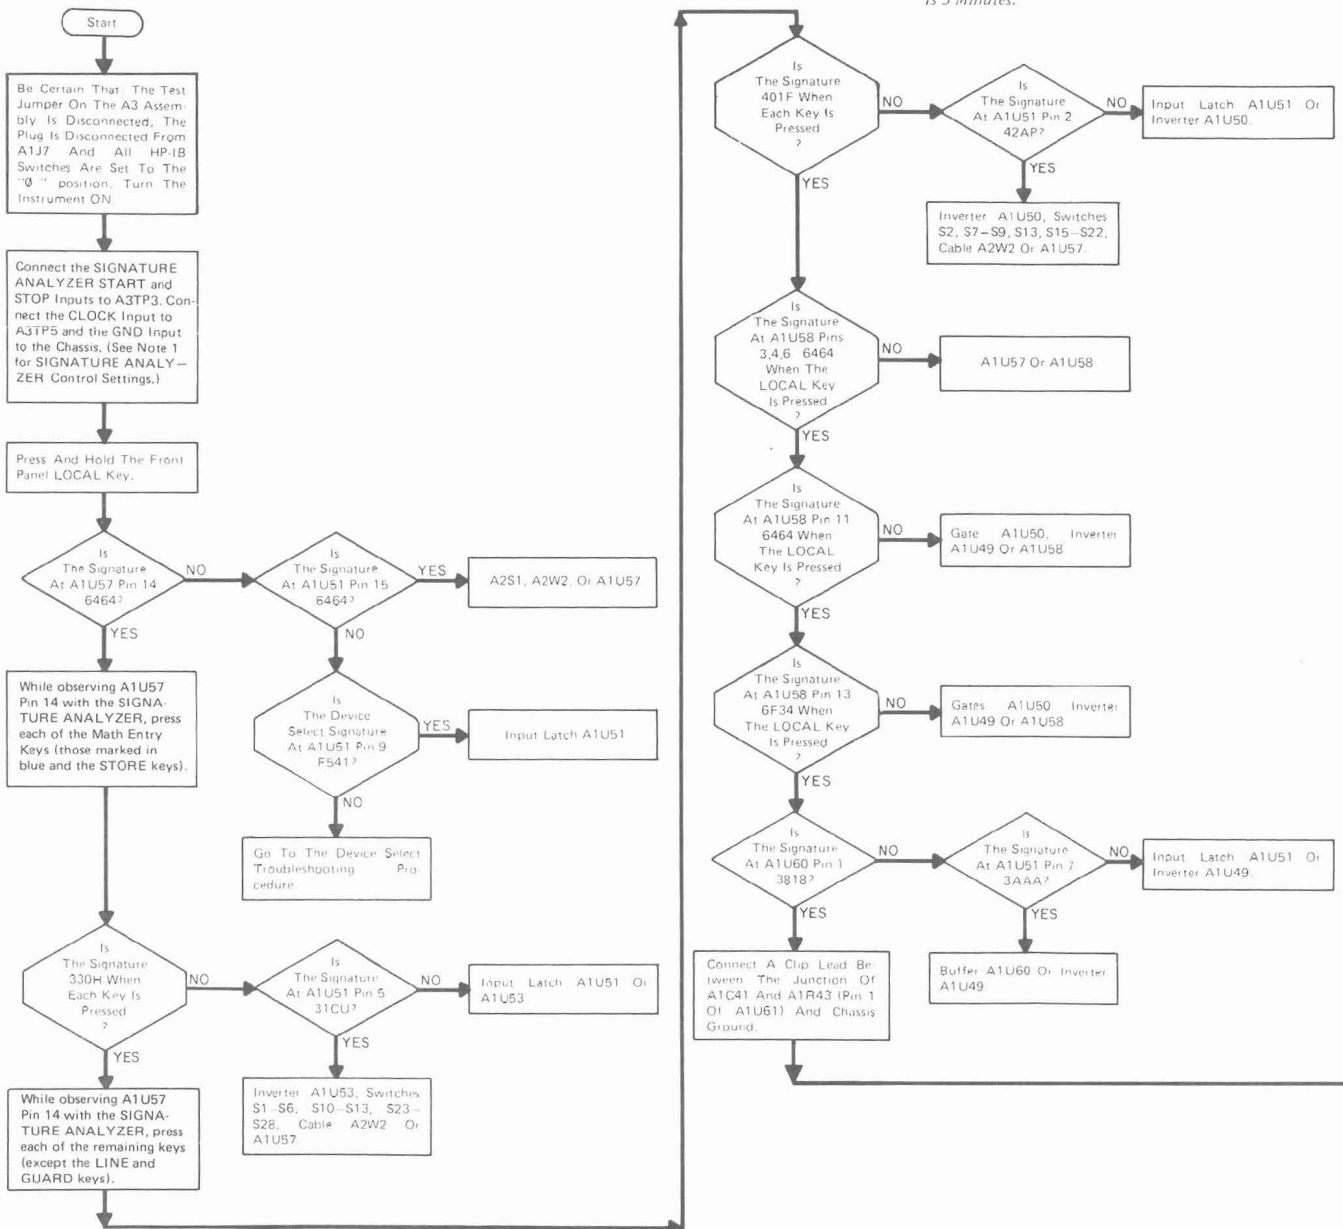 Start
Be Certain That The Test
Jumper On The A3 Assem-
bly Is Disconnected, The
Plug Is Disconnected From
A1J7 And All HP-IB
Switches Are Set To The
"0̸" position. Turn The
Instrument ON
Connect the SIGNATURE
ANALYZER START and
STOP Inputs to A3TP3. Con-
nect the CLOCK Input to
A3TP5 and the GND Input
to the Chassis. (See Note 1
for SIGNATURE ANALY–
ZER Control Settings.)
Press And Hold The Front
Panel LOCAL Key.
Is
The Signature
At A1U57 Pin 14
6464?
NO
YES
Is
The Signature
At A1U51 Pin 15
6464?
YES
NO
A2S1, A2W2, Or A1U57
While observing A1U57
Pin 14 with the SIGNA-
TURE ANALYZER, press
each of the Math Entry
Keys (those marked in
blue and the STORE keys).
Is
The Device
Select Signature
At A1U51 Pin 9
F541?
YES
NO
Input Latch A1U51
Go To The Device Select
Troubleshooting Pro-
cedure.
Is
The Signature
330H When
Each Key Is
Pressed
?
NO
YES
Is
The Signature
At A1U51 Pin 5
31CU?
NO
YES
Input Latch A1U51 Or
A1U53
Inverter A1U53, Switches
S1–S6, S10–S13, S23–
S28, Cable A2W2 Or
A1U57.
While observing A1U57
Pin 14 with the SIGNA-
TURE ANALYZER, press
each of the remaining keys
(except the LINE and
GUARD keys).
Is 5 Minutes.
Is
The Signature
401F When
Each Key Is
Pressed
?
NO
YES
Is
The Signature
At A1U51 Pin 2
42AP?
NO
YES
Input Latch A1U51 Or
Inverter A1U50.
Inverter A1U50, Switches
S2, S7–S9, S13, S15–S22,
Cable A2W2 Or A1U57.
Is
The Signature
At A1U58 Pins
3,4,6 6464
When The
LOCAL Key
Is Pressed
?
NO
YES
A1U57 Or A1U58
Is
The Signature
At A1U58 Pin 11
6464 When
The LOCAL
Key Is Pressed
?
NO
YES
Gate A1U50, Inverter
A1U49 Or A1U58
Is
The Signature
At A1U58 Pin 13
6F34 When
The LOCAL Key
Is Pressed
?
NO
YES
Gates A1U50 Inverter
A1U49 Or A1U58
Is
The Signature
At A1U60 Pin 1
3818?
NO
YES
Is
The Signature
At A1U51 Pin 7
3AAA?
NO
YES
Input Latch A1U51 Or
Inverter A1U49.
Connect A Clip Lead Be-
tween The Junction Of
A1C41 And A1R43 (Pin 1
Of A1U61) And Chassis
Ground.
Buffer A1U60 Or Inverter
A1U49